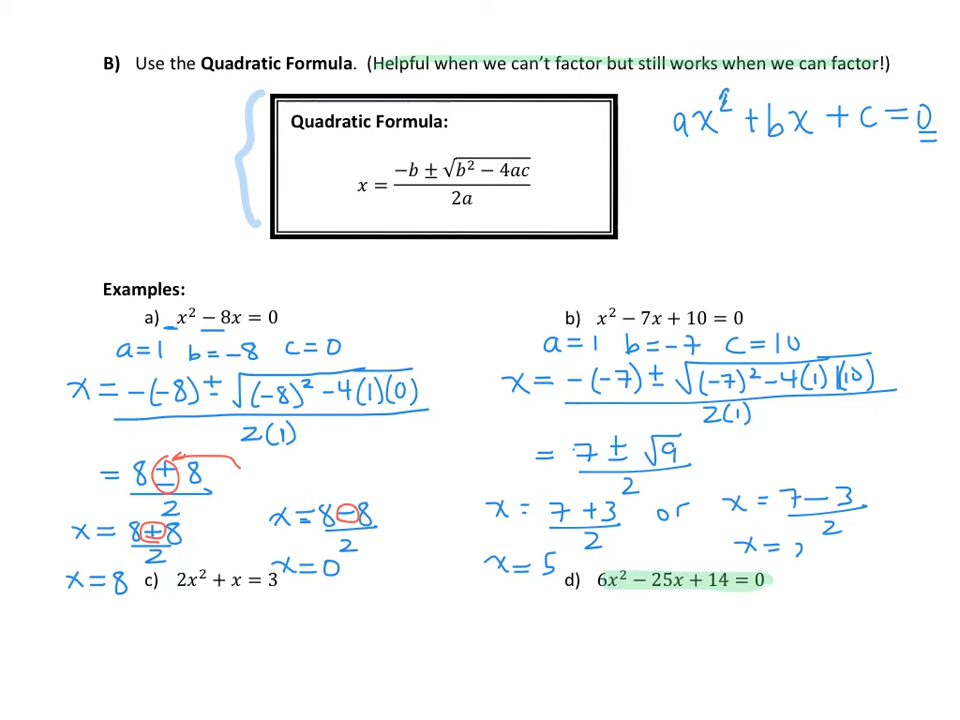 B) Use the Quadratic Formula. (Helpful when we can't factor but still works when we can factor!)
ax² + bx + c = 0
Quadratic Formula:
x = (−b ± √(b² − 4ac)) / 2a
Examples:
a) x² − 8x = 0
a=1 b=−8 c=0
x = (−(−8) ± √((−8)² −4(1)(0))) / 2(1)
= (8 ± 8) / 2
x = (8+8) / 2 x = (8−8) / 2
x = 8 x = 0
b) x² − 7x + 10 = 0
a=1 b=−7 c=10
x = (−(−7) ± √((−7)² −4(1)(10))) / 2(1)
= (7 ± √9) / 2
x = (7+3) / 2 or x = (7−3) / 2
x = 5 x =
c) 2x² + x = 3
d) 6x² − 25x + 14 = 0